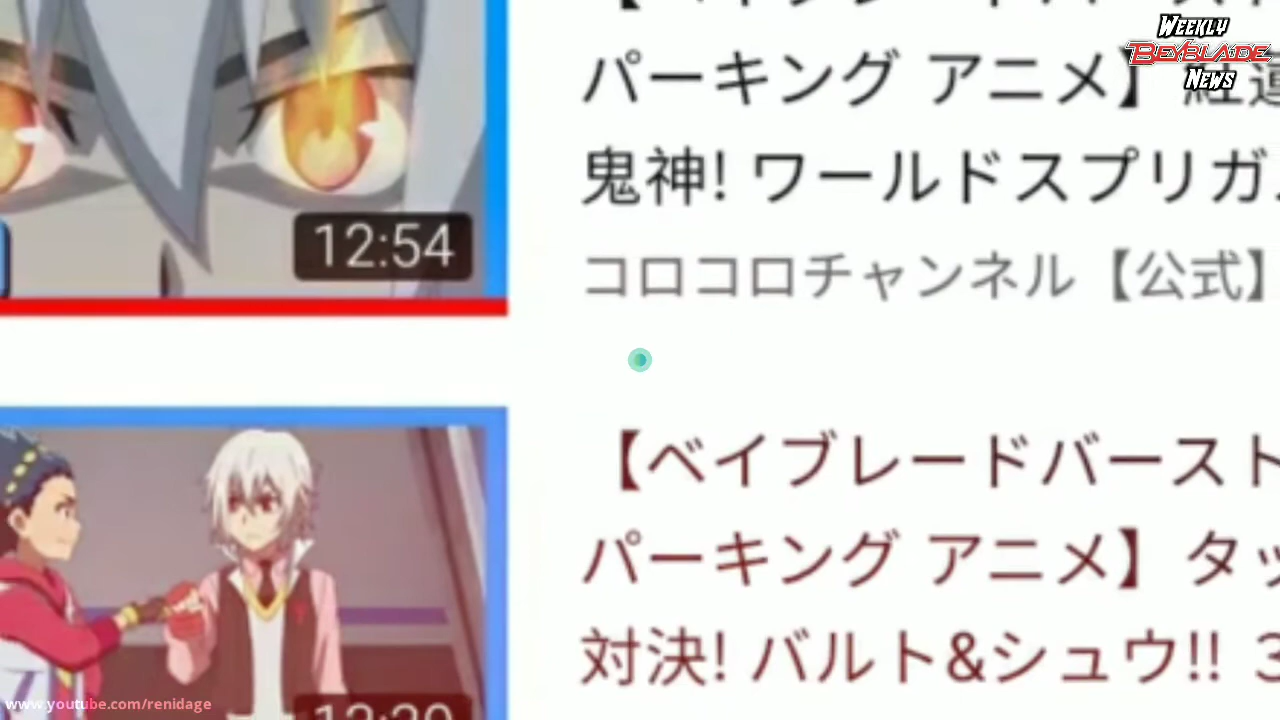 WEEKLY
BEYBLADE
NEWS
パーキング アニメ】
鬼神! ワールドスプリガ
12:54
コロコロチャンネル【公式】
【ベイブレードバースト
パーキング アニメ】タッ
対決! バルト&シュウ!! 3
www.youtube.com/renidage